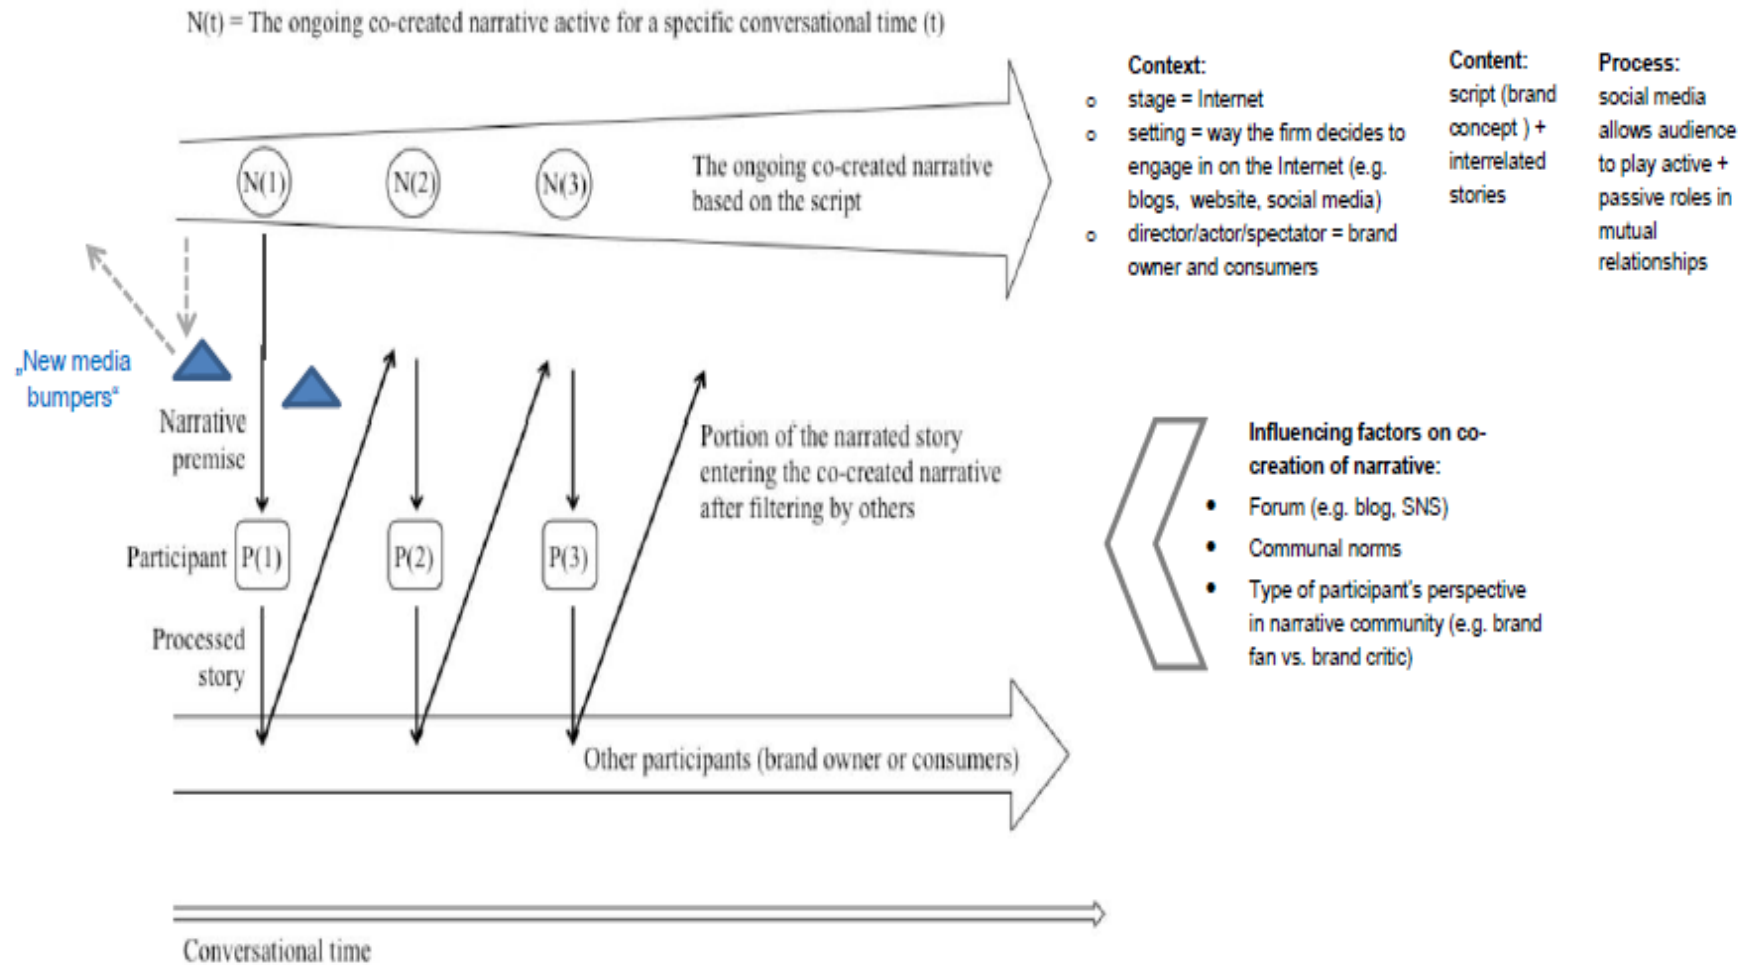 N(t) = The ongoing co-created narrative active for a specific conversational time (t)
N(1)
N(2)
N(3)
The ongoing co-created narrative
based on the script
Context:
o stage = Internet
o setting = way the firm decides to
engage in on the Internet (e.g.
blogs, website, social media)
o director/actor/spectator = brand
owner and consumers
Content:
script (brand
concept ) +
interrelated
stories
Process:
social media
allows audience
to play active +
passive roles in
mutual
relationships
„New media
bumpers“
Narrative
premise
Portion of the narrated story
entering the co-created narrative
after filtering by others
Participant
P(1)
P(2)
P(3)
Processed
story
Influencing factors on co-
creation of narrative:
• Forum (e.g. blog, SNS)
• Communal norms
• Type of participant's perspective
in narrative community (e.g. brand
fan vs. brand critic)
Other participants (brand owner or consumers)
Conversational time